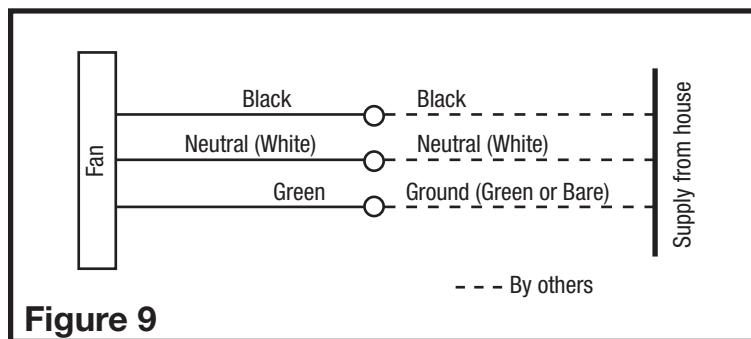 Black Black
Neutral (White) Neutral (White)
Green Ground (Green or Bare)
Fan
Supply from house
--- By others
Figure 9